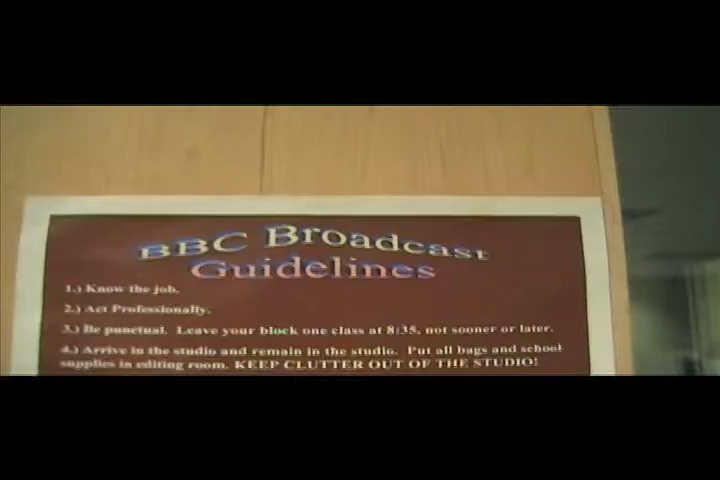 BBC Broadcast
Guidelines
1.) Know the job.
2.) Act Professionally.
3.) Be punctual. Leave your block one class at 8:35, not sooner or later.
4.) Arrive in the studio and remain in the studio. Put all bags and school
supplies in editing room. KEEP CLUTTER OUT OF THE STUDIO!